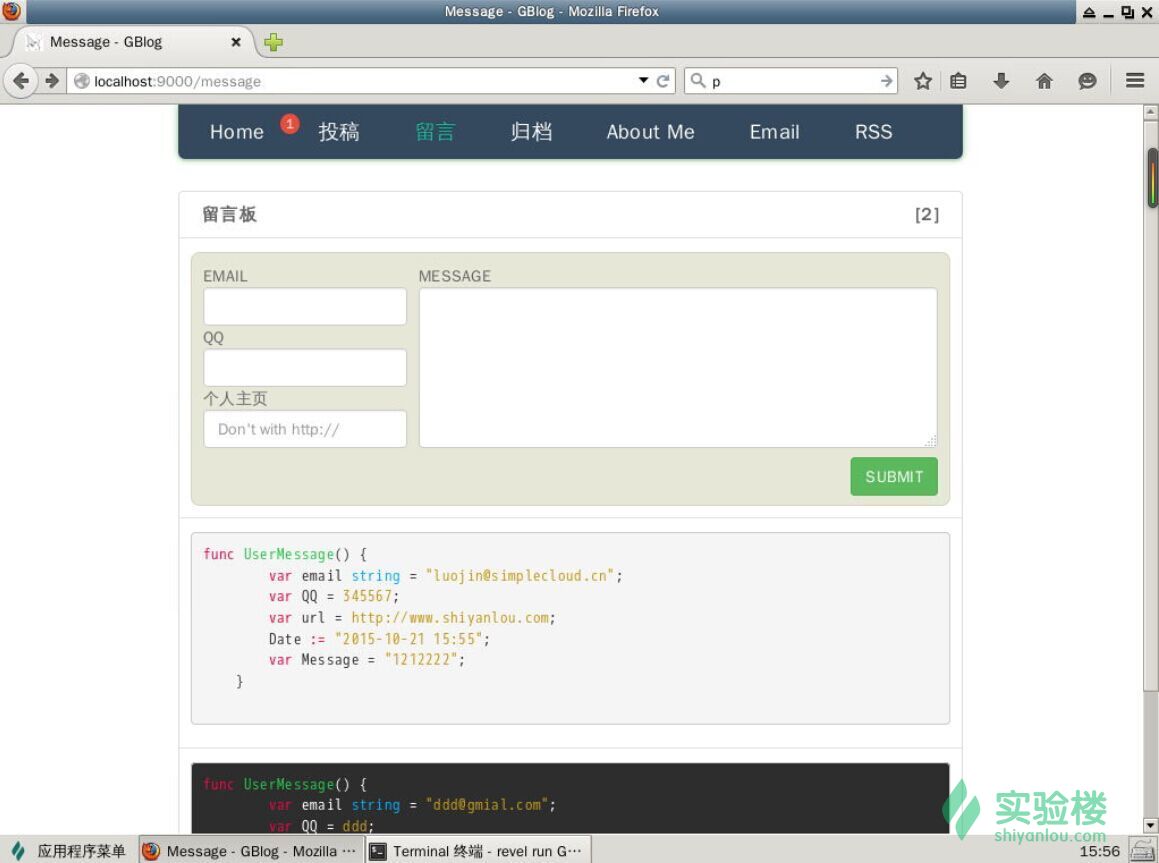 Message - GBlog - Mozilla Firefox
Message - GBlog
localhost:9000/message
p
Home 1 投稿 留言 归档 About Me Email RSS
留言板 [2]
EMAIL MESSAGE
QQ
个人主页
Don't with http://
SUBMIT
func UserMessage() {
var email string = "luojin@simplecloud.cn";
var QQ = 345567;
var url = http://www.shiyanlou.com;
Date := "2015-10-21 15:55";
var Message = "1212222";
}
func UserMessage() {
var email string = "ddd@gmial.com";
var QQ = ddd;
实验楼
shiyanlou.com
应用程序菜单 Message - GBlog - Mozilla ··· Terminal 终端 - revel run G··· 15:56